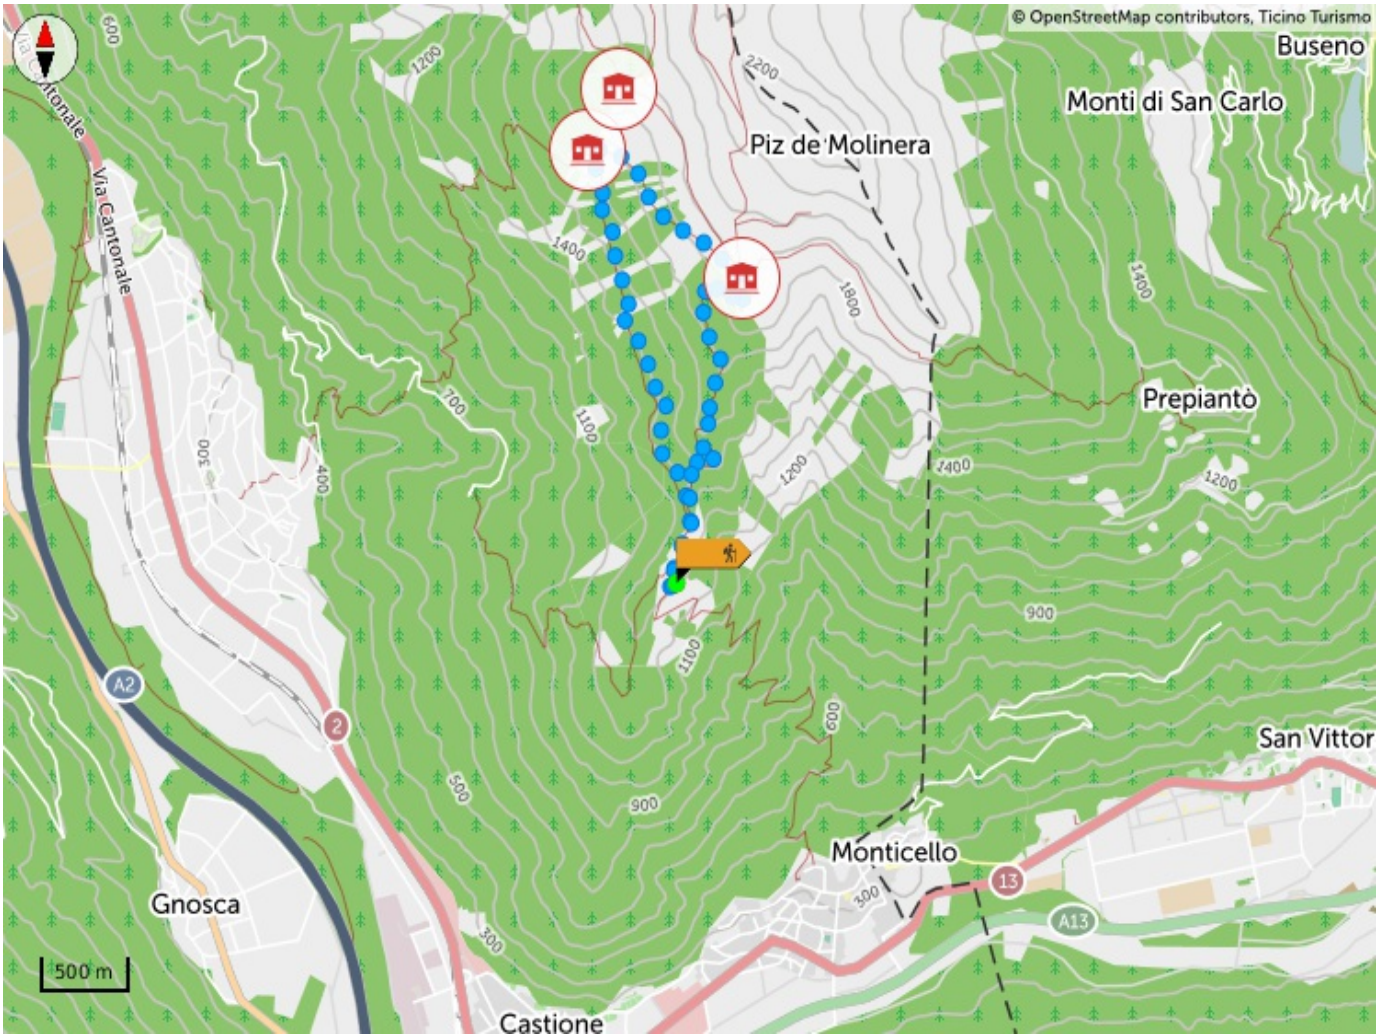 © OpenStreetMap contributors, Ticino Turismo
600
Via Cantonale
1200
2200
Buseno
Monti di San Carlo
Piz de Molinera
Via Cantonale
1400
1800
1400
700
1100
Prepiantò
300
400
1200
1400
1200
900
1100
A2
2
600
San Vittor
500
900
Monticello
300
13
Gnosca
A13
300
500 m
Castione